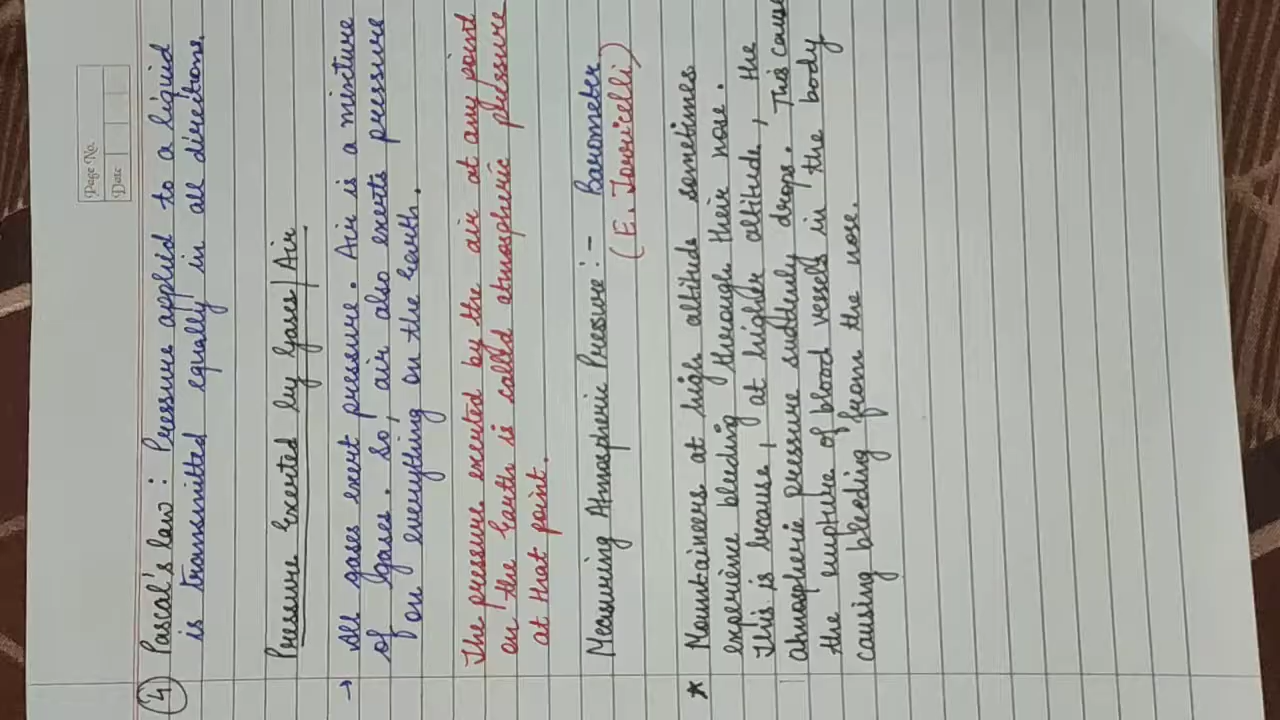 Page No.
Date
(4) Pascal's law : Pressure applied to a liquid
is transmitted equally in all directions.
Pressure Exerted by Gases/Air
→ All gases exert pressure. Air is a mixture
of gases. So, air also exerts pressure
on everything on the Earth.
The pressure exerted by the air at any point
on the Earth is called atmospheric pressure
at that point.
Measuring Atmospheric Pressure :- Barometer
(E. Torricelli)
* Mountaineers at high altitude sometimes
experience bleeding through their nose.
This is because, at higher altitude, the
atmospheric pressure suddenly drops. This cause
the rupture of blood vessels in the body
causing bleeding from the nose.